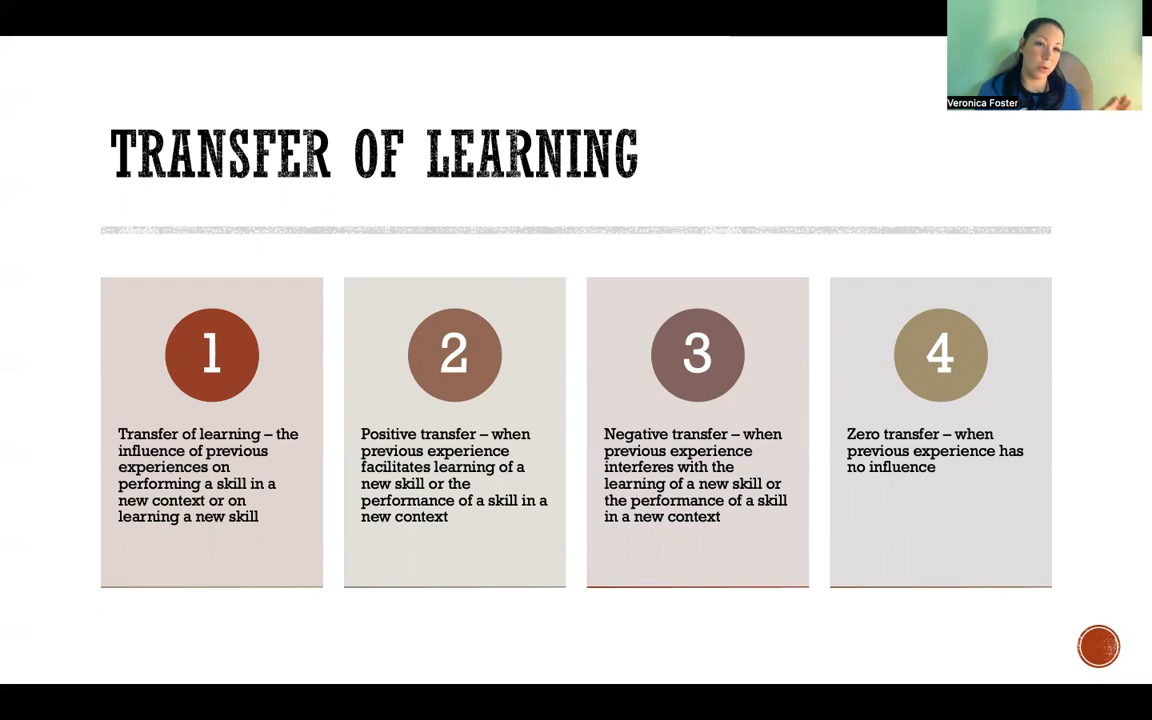 Veronica Foster
TRANSFER OF LEARNING
1
Transfer of learning – the
influence of previous
experiences on
performing a skill in a
new context or on
learning a new skill
2
Positive transfer – when
previous experience
facilitates learning of a
new skill or the
performance of a skill in a
new context
3
Negative transfer – when
previous experience
interferes with the
learning of a new skill or
the performance of a skill
in a new context
4
Zero transfer – when
previous experience has
no influence